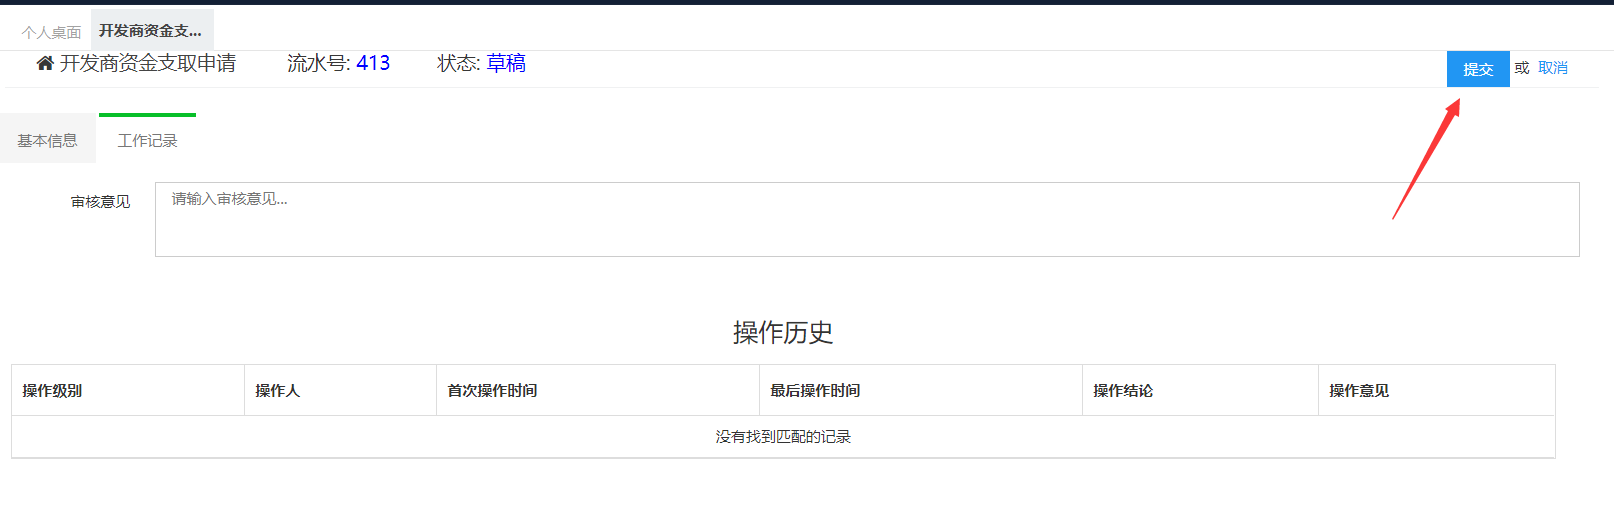 个人桌面 开发商资金支...
开发商资金支取申请 流水号: 413 状态: 草稿 提交 或 取消
基本信息 工作记录
审核意见 请输入审核意见...
操作历史
操作级别 操作人 首次操作时间 最后操作时间 操作结论 操作意见
没有找到匹配的记录